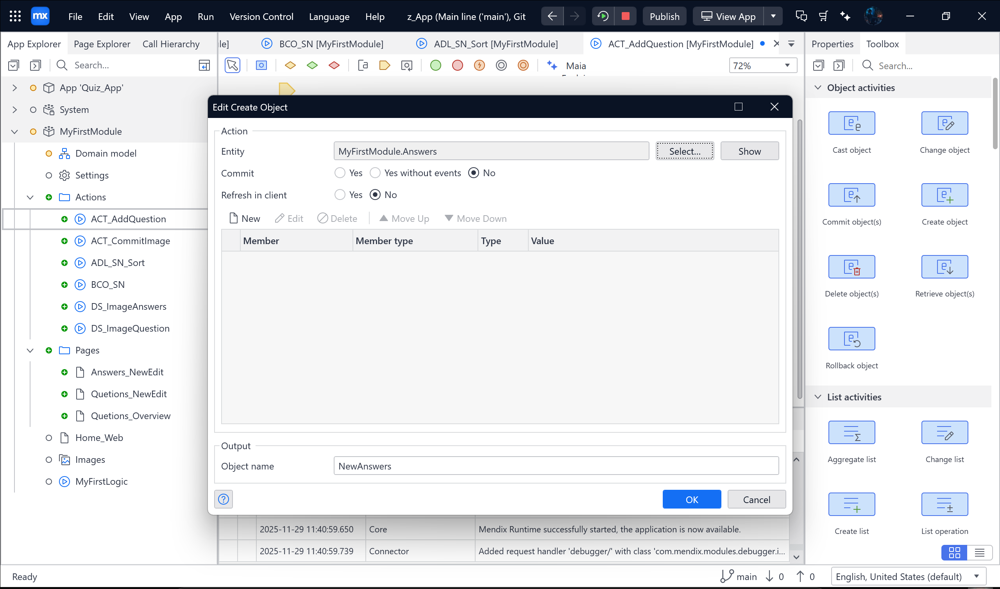 mx File Edit View App Run Version Control Language Help z_App (Main line ('main'), Git Publish View App
App Explorer Page Explorer Call Hierarchy
le] BCO_SN [MyFirstModule] ADL_SN_Sort [MyFirstModule] ACT_AddQuestion [MyFirstModule]
Properties Toolbox
Search...
Maia
72%
Search...
App 'Quiz_App'
System
MyFirstModule
Domain model
Settings
Actions
ACT_AddQuestion
ACT_CommitImage
ADL_SN_Sort
BCO_SN
DS_ImageAnswers
DS_ImageQuestion
Pages
Answers_NewEdit
Quetions_NewEdit
Quetions_Overview
Home_Web
Images
MyFirstLogic
Edit Create Object
Action
Entity MyFirstModule.Answers Select... Show
Commit Yes Yes without events No
Refresh in client Yes No
New Edit Delete Move Up Move Down
Member Member type Type Value
Output
Object name NewAnswers
OK Cancel
2025-11-29 11:40:59.650 Core Mendix Runtime successfully started, the application is now available.
2025-11-29 11:40:59.739 Connector Added request handler 'debugger/' with class 'com.mendix.modules.debugger.i...
Object activities
Cast object Change object
Commit object(s) Create object
Delete object(s) Retrieve object(s)
Rollback object
List activities
Aggregate list Change list
Create list List operation
Ready
main 0 0 English, United States (default)